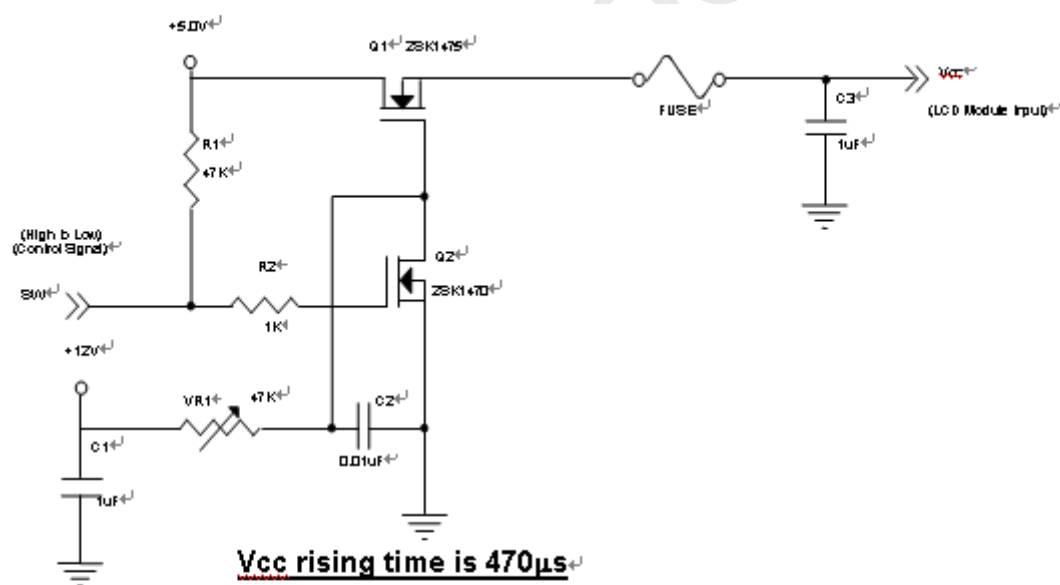 +5.0V
Q1 2SK1475
FUSE
Vcc
(LCD Module Input)
C3
1uF
R1
47K
(High to Low)
(Control Signal)
SW
R2
1K
Q2
2SK1470
+12V
VR1
47K
C2
0.01uF
C1
1uF
Vcc rising time is 470μs